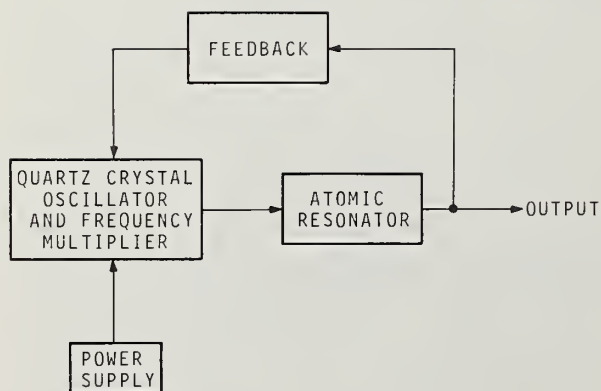 FEEDBACK
QUARTZ CRYSTAL
OSCILLATOR
AND FREQUENCY
MULTIPLIER
ATOMIC
RESONATOR
OUTPUT
POWER
SUPPLY